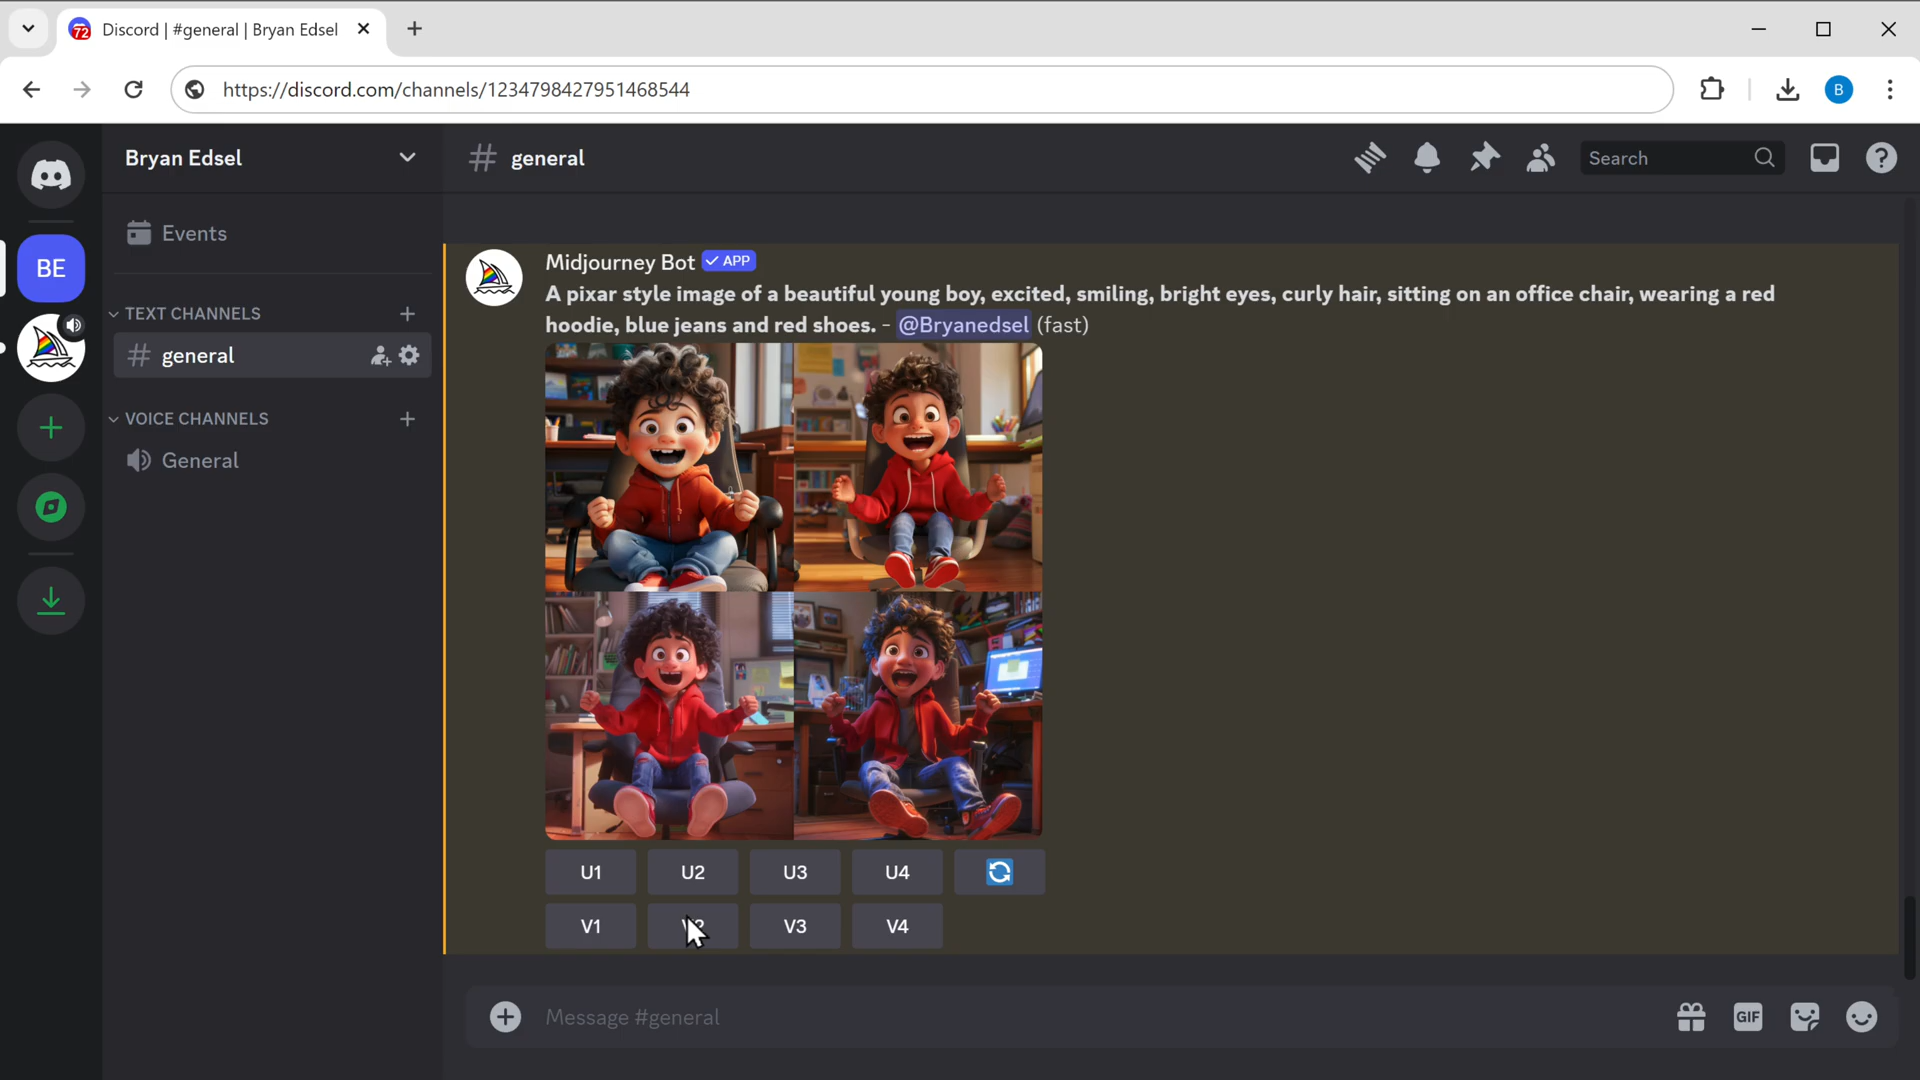 72 Discord | #general | Bryan Edsel
https://discord.com/channels/1234798427951468544
B
Bryan Edsel
# general
Search
BE
Events
TEXT CHANNELS
# general
VOICE CHANNELS
General
Midjourney Bot APP
A pixar style image of a beautiful young boy, excited, smiling, bright eyes, curly hair, sitting on an office chair, wearing a red
hoodie, blue jeans and red shoes. - @Bryanedsel (fast)
U1 U2 U3 U4
V1 V3 V4
Message #general
GIF